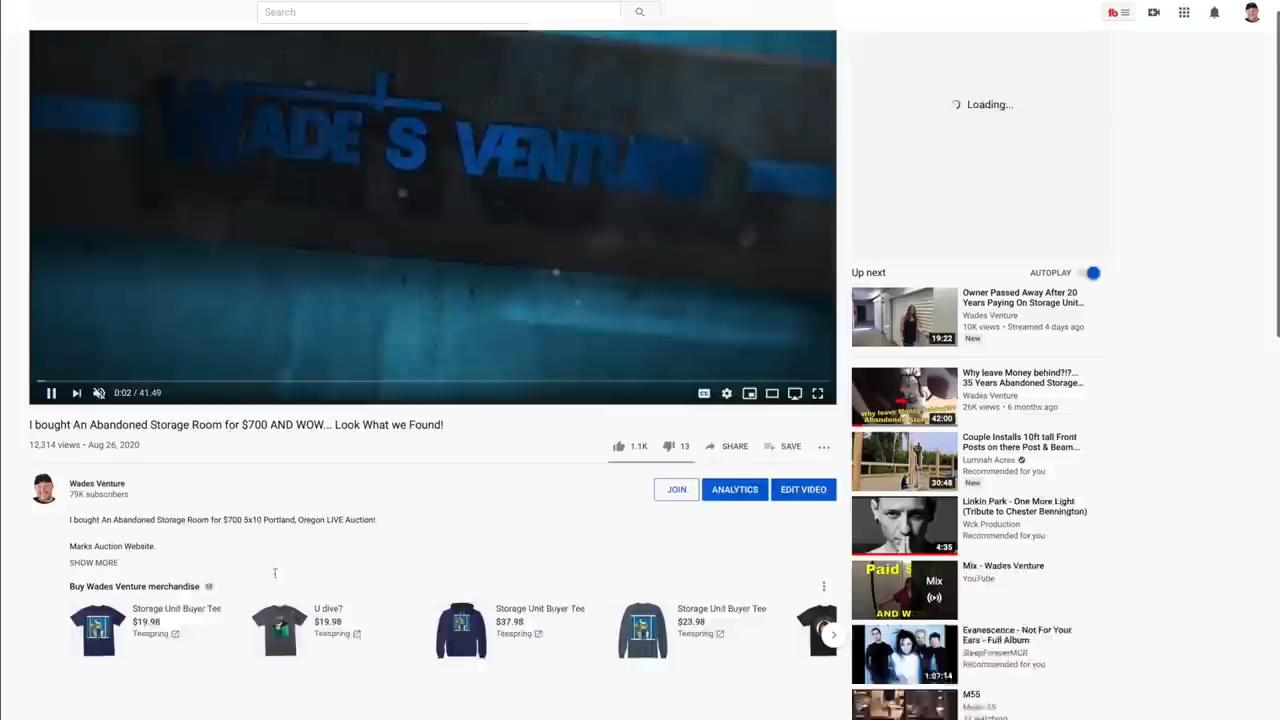 Search
WADE'S VENTURE
Loading...
0:02 / 41:49
Up next
AUTOPLAY
Owner Passed Away After 20
Years Paying On Storage Unit...
Wades Venture
10K views • Streamed 4 days ago
New
19:22
Why leave Money behind?!?...
35 Years Abandoned Storage...
Wades Venture
26K views • 6 months ago
42:00
I bought An Abandoned Storage Room for $700 AND WOW... Look What we Found!
12,314 views • Aug 26, 2020
1.1K
13
SHARE
SAVE
Couple Installs 10ft tall Front
Posts on there Post & Beam...
Lumnah Acres
Recommended for you
New
30:48
Wades Venture
79K subscribers
JOIN
ANALYTICS
EDIT VIDEO
Linkin Park - One More Light
(Tribute to Chester Bennington)
Wck Production
Recommended for you
4:35
I bought An Abandoned Storage Room for $700 5x10 Portland, Oregon LIVE Auction!
Marks Auction Website.
SHOW MORE
Mix - Wades Venture
YouTube
Paid
Mix
AND W
Buy Wades Venture merchandise
Storage Unit Buyer Tee
$19.98
Teespring
U dive?
$19.98
Teespring
Storage Unit Buyer Tee
$37.98
Teespring
Storage Unit Buyer Tee
$23.98
Teespring
Evanescence - Not For Your
Ears - Full Album
SleepForeverMCR
Recommended for you
1:07:14
M55